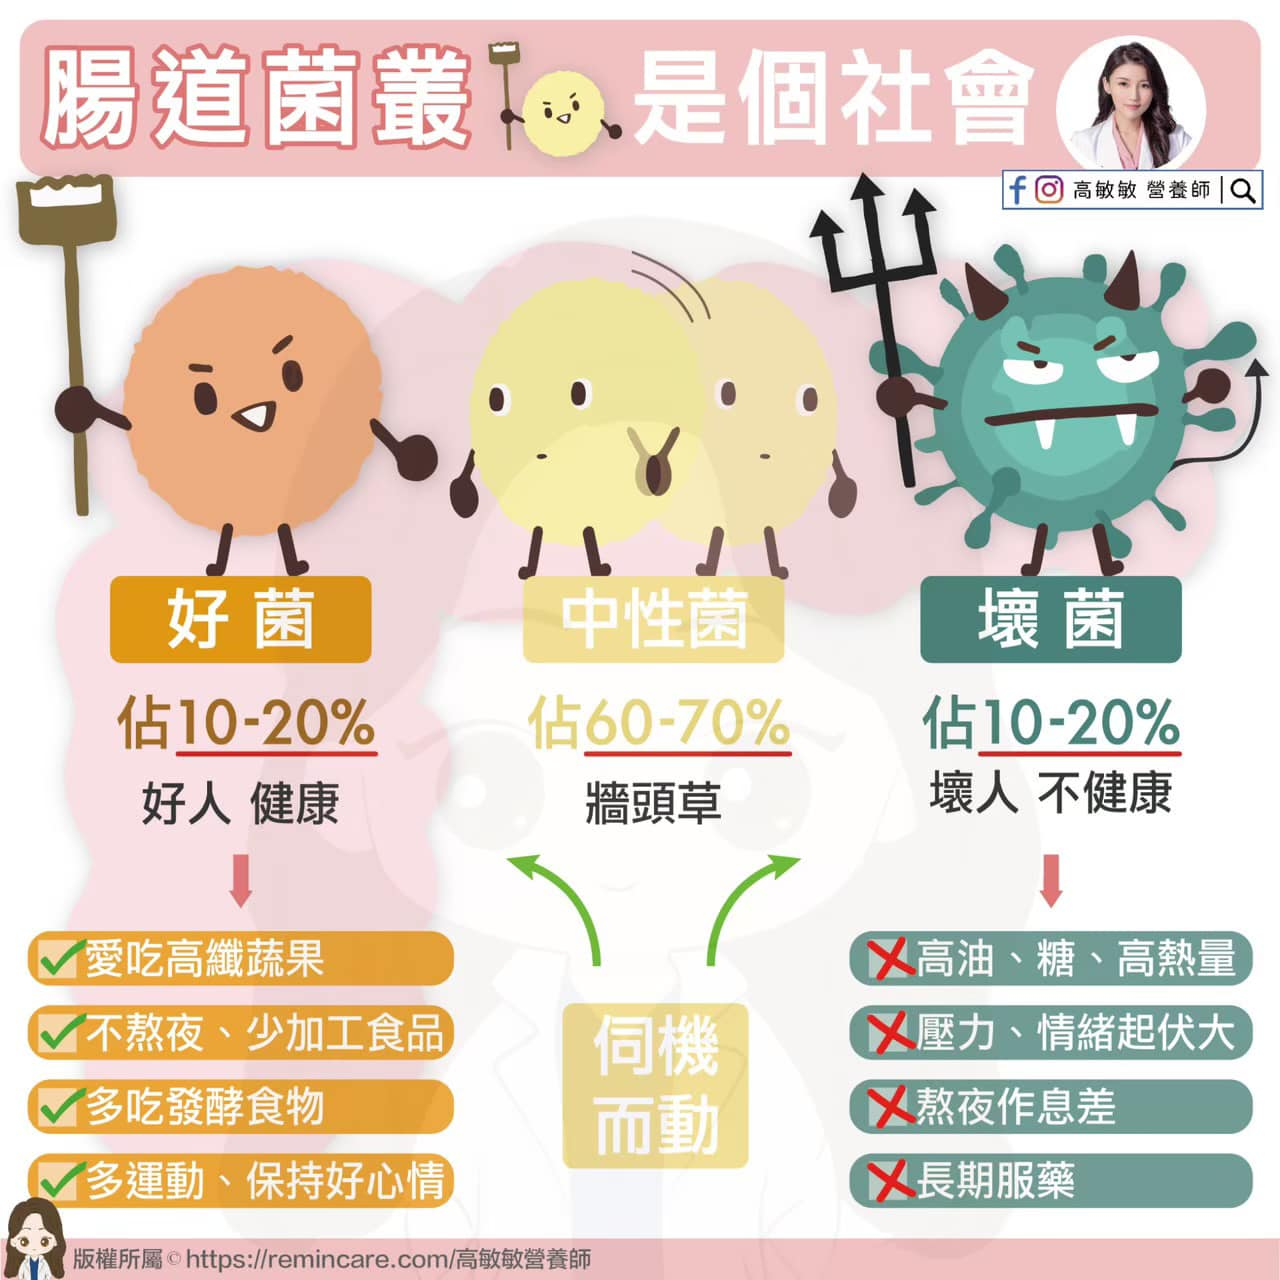 腸道菌叢 是個社會
高敏敏 營養師
好菌
佔10-20%
好人 健康
愛吃高纖蔬果
不熬夜、少加工食品
多吃發酵食物
多運動、保持好心情
中性菌
佔60-70%
牆頭草
伺機
而動
壞菌
佔10-20%
壞人 不健康
高油、糖、高熱量
壓力、情緒起伏大
熬夜作息差
長期服藥
版權所屬©https://remincare.com/高敏敏營養師